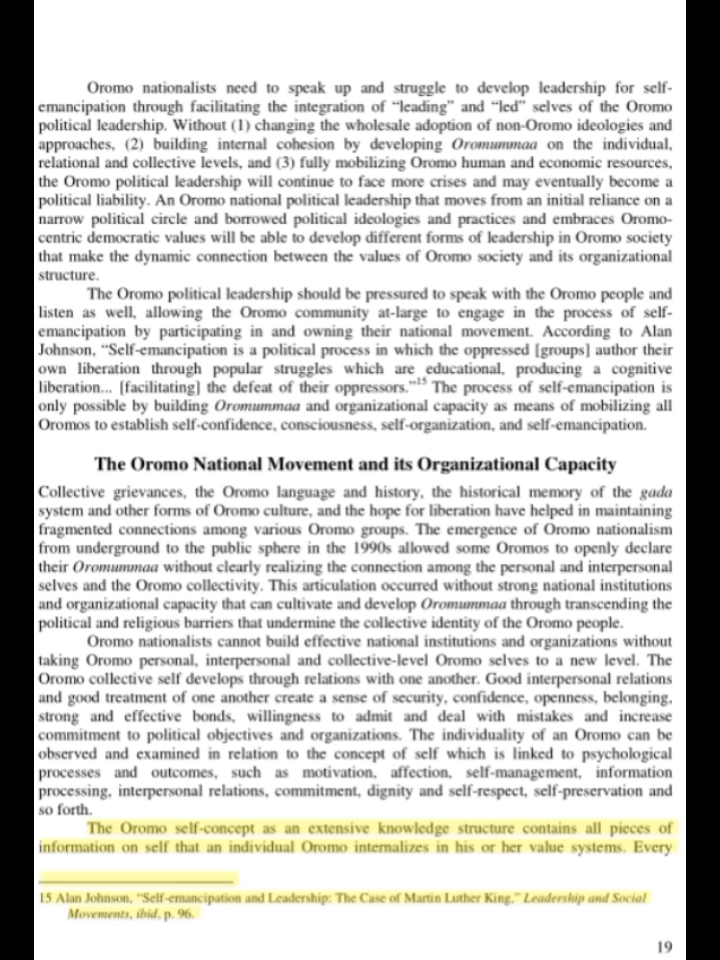 Oromo nationalists need to speak up and struggle to develop leadership for self-
emancipation through facilitating the integration of “leading” and “led” selves of the Oromo
political leadership. Without (1) changing the wholesale adoption of non-Oromo ideologies and
approaches, (2) building internal cohesion by developing Oromummaa on the individual,
relational and collective levels, and (3) fully mobilizing Oromo human and economic resources,
the Oromo political leadership will continue to face more crises and may eventually become a
political liability. An Oromo national political leadership that moves from an initial reliance on a
narrow political circle and borrowed political ideologies and practices and embraces Oromo-
centric democratic values will be able to develop different forms of leadership in Oromo society
that make the dynamic connection between the values of Oromo society and its organizational
structure.
The Oromo political leadership should be pressured to speak with the Oromo people and
listen as well, allowing the Oromo community at-large to engage in the process of self-
emancipation by participating in and owning their national movement. According to Alan
Johnson, “Self-emancipation is a political process in which the oppressed [groups] author their
own liberation through popular struggles which are educational, producing a cognitive
liberation... [facilitating] the defeat of their oppressors.”15 The process of self-emancipation is
only possible by building Oromummaa and organizational capacity as means of mobilizing all
Oromos to establish self-confidence, consciousness, self-organization, and self-emancipation.
The Oromo National Movement and its Organizational Capacity
Collective grievances, the Oromo language and history, the historical memory of the gada
system and other forms of Oromo culture, and the hope for liberation have helped in maintaining
fragmented connections among various Oromo groups. The emergence of Oromo nationalism
from underground to the public sphere in the 1990s allowed some Oromos to openly declare
their Oromummaa without clearly realizing the connection among the personal and interpersonal
selves and the Oromo collectivity. This articulation occurred without strong national institutions
and organizational capacity that can cultivate and develop Oromummaa through transcending the
political and religious barriers that undermine the collective identity of the Oromo people.
Oromo nationalists cannot build effective national institutions and organizations without
taking Oromo personal, interpersonal and collective-level Oromo selves to a new level. The
Oromo collective self develops through relations with one another. Good interpersonal relations
and good treatment of one another create a sense of security, confidence, openness, belonging,
strong and effective bonds, willingness to admit and deal with mistakes and increase
commitment to political objectives and organizations. The individuality of an Oromo can be
observed and examined in relation to the concept of self which is linked to psychological
processes and outcomes, such as motivation, affection, self-management, information
processing, interpersonal relations, commitment, dignity and self-respect, self-preservation and
so forth.
The Oromo self-concept as an extensive knowledge structure contains all pieces of
information on self that an individual Oromo internalizes in his or her value systems. Every
15 Alan Johnson, “Self-emancipation and Leadership: The Case of Martin Luther King,” Leadership and Social
Movements, ibid, p. 96.
19